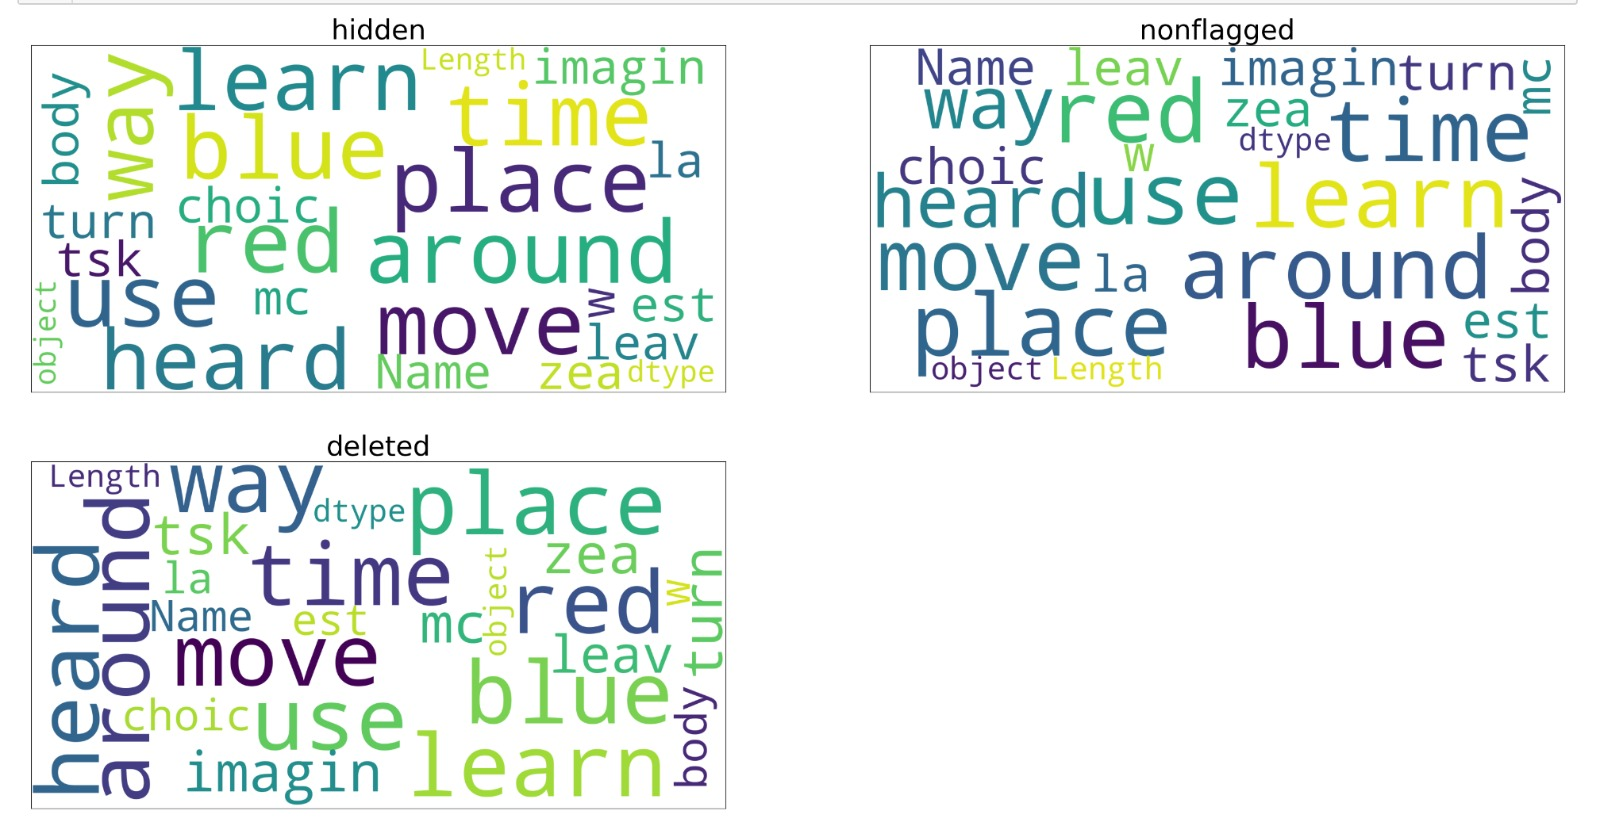 hidden
Length
imagin
learn
way
body
time
blue
place
la
choic
turn
red
around
tsk
use
mc
w
est
object
move
leav
heard
Name
zea
dtype
nonflagged
Name
leav
imagin
turn
mc
way
red
zea
time
dtype
w
choic
heard
use
learn
body
move
la
around
place
blue
est
tsk
object
Length
deleted
Length
way
dtype
place
around
tsk
heard
time
zea
object
la
red
w
turn
Name
est
mc
move
leav
blue
choic
use
body
imagin
learn